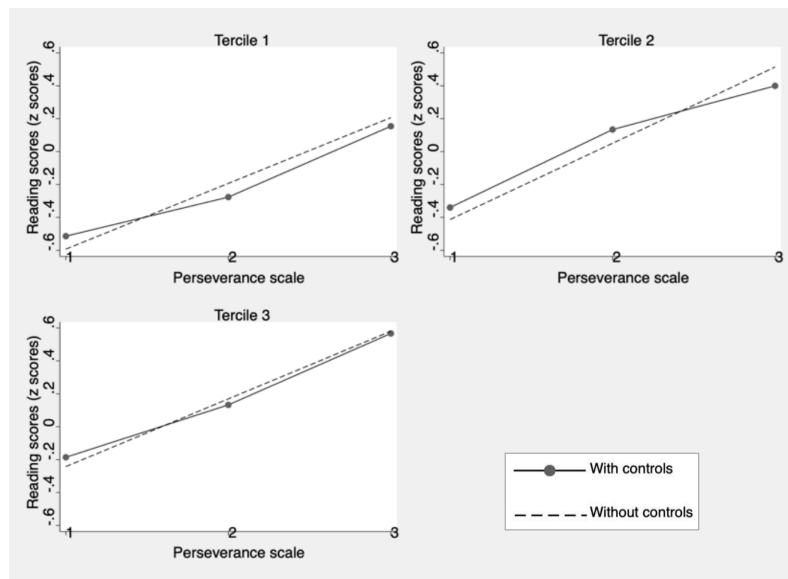 Tercile 1
Reading scores (z scores)
.6
.4
.2
0
-.2
-.4
-.6
1
2
3
Perseverance scale
Tercile 2
Reading scores (z scores)
.6
.4
.2
0
-.2
-.4
-.6
1
2
3
Perseverance scale
Tercile 3
Reading scores (z scores)
.6
.4
.2
0
-.2
-.4
-.6
1
2
3
Perseverance scale
With controls
Without controls